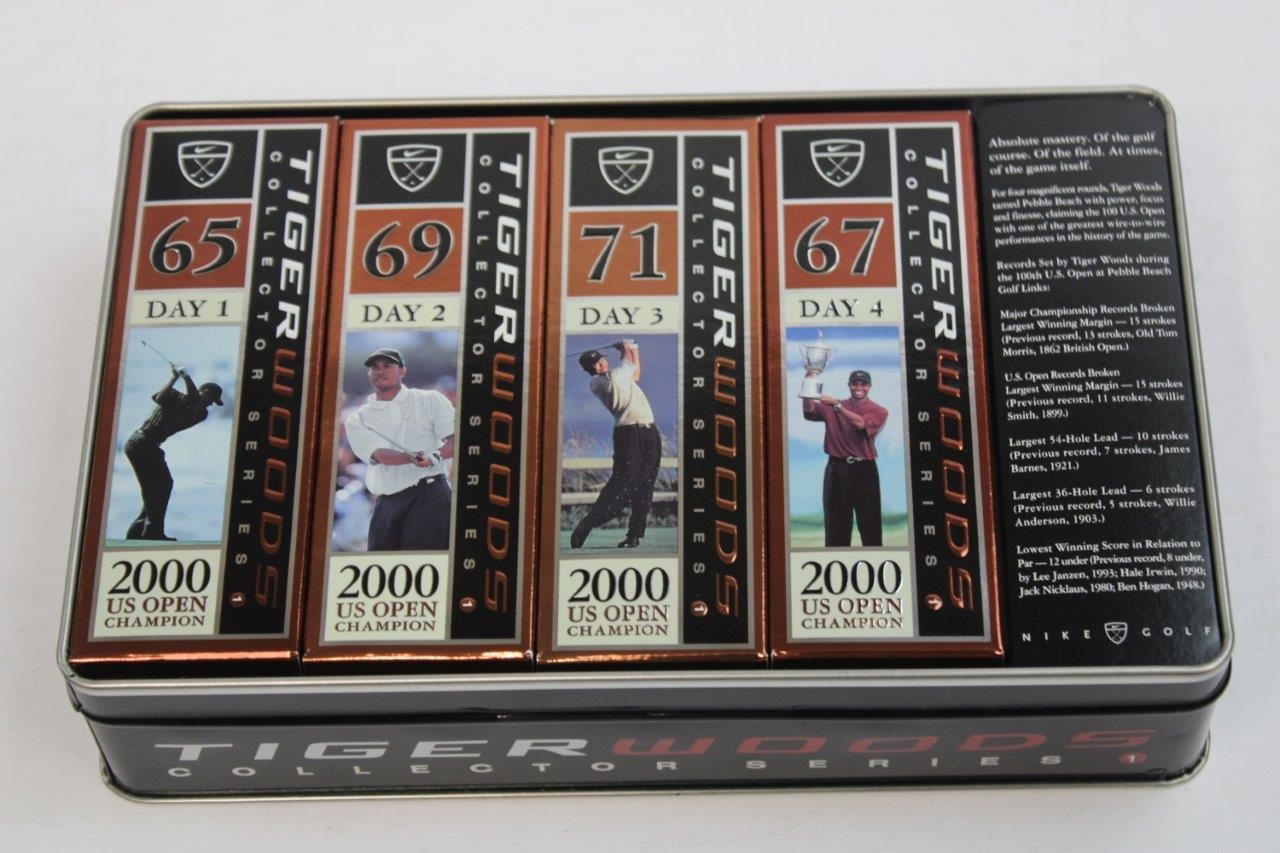 65
DAY 1
2000
US OPEN
CHAMPION
TIGER WOODS
COLLECTOR SERIES 1
69
DAY 2
2000
US OPEN
CHAMPION
TIGER WOODS
COLLECTOR SERIES 1
71
DAY 3
2000
US OPEN
CHAMPION
TIGER WOODS
COLLECTOR SERIES 1
67
DAY 4
2000
US OPEN
CHAMPION
TIGER WOODS
COLLECTOR SERIES 1
Absolute mastery. Of the golf
course. Of the field. At times,
of the game itself.
For four magnificent rounds, Tiger Woods
tamed Pebble Beach with power, focus
and finesse, claiming the 100 U.S. Open
with one of the greatest wire-to-wire
performances in the history of the game.
Records Set by Tiger Woods during
the 100th U.S. Open at Pebble Beach
Golf Links:
Major Championship Records Broken
Largest Winning Margin — 15 strokes
(Previous record, 13 strokes, Old Tom
Morris, 1862 British Open.)
U.S. Open Records Broken
Largest Winning Margin — 15 strokes
(Previous record, 11 strokes, Willie
Smith, 1899.)
Largest 54-Hole Lead — 10 strokes
(Previous record, 7 strokes, James
Barnes, 1921.)
Largest 36-Hole Lead — 6 strokes
(Previous record, 5 strokes, Willie
Anderson, 1903.)
Lowest Winning Score in Relation to
Par — 12 under (Previous record, 8 under,
by Lee Janzen, 1993; Hale Irwin, 1990;
Jack Nicklaus, 1980; Ben Hogan, 1948.)
NIKE GOLF
TIGER WOODS
COLLECTOR SERIES 1